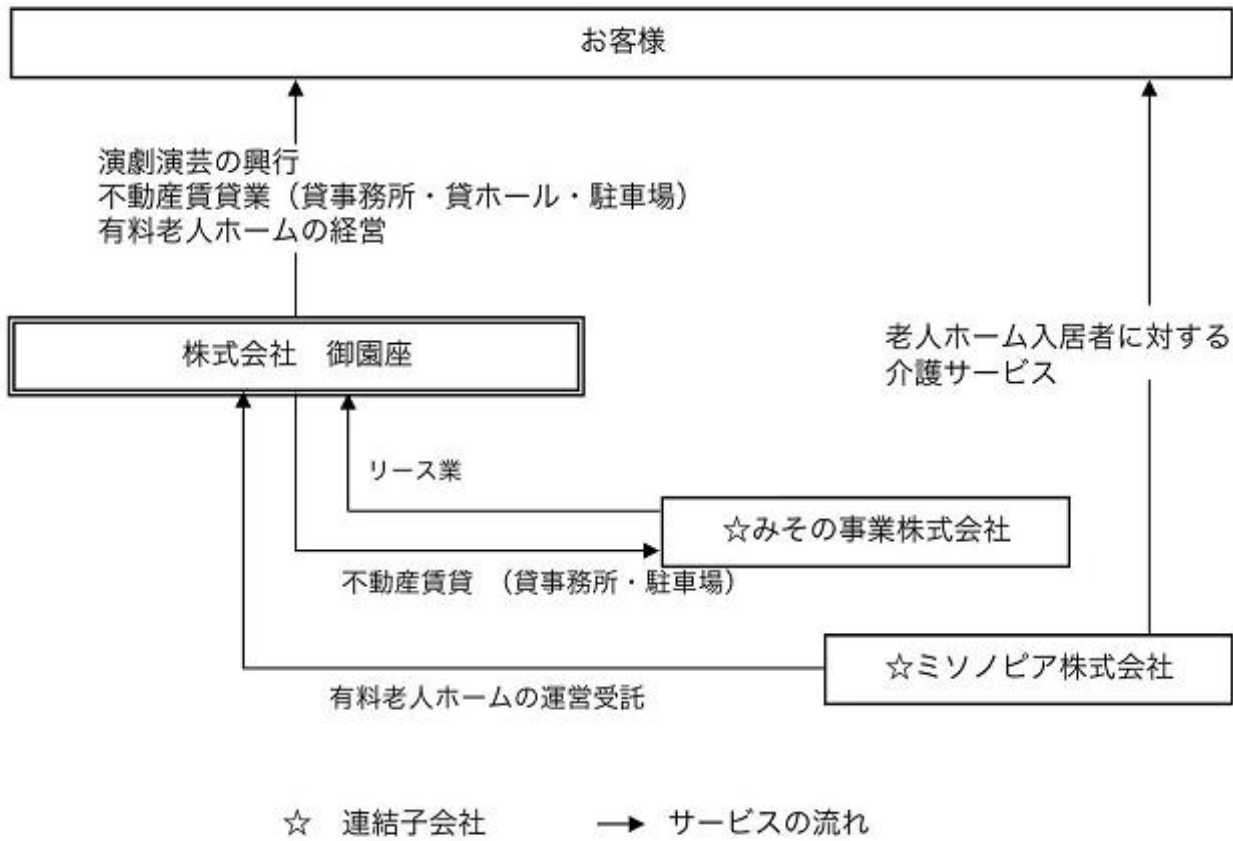 お客様
演劇演芸の興行
不動産賃貸業（貸事務所・貸ホール・駐車場）
有料老人ホームの経営
株式会社　御園座
老人ホーム入居者に対する
介護サービス
リース業
☆みその事業株式会社
不動産賃貸　（貸事務所・駐車場）
☆ミソノピア株式会社
有料老人ホームの運営受託
☆　連結子会社　　→　サービスの流れ